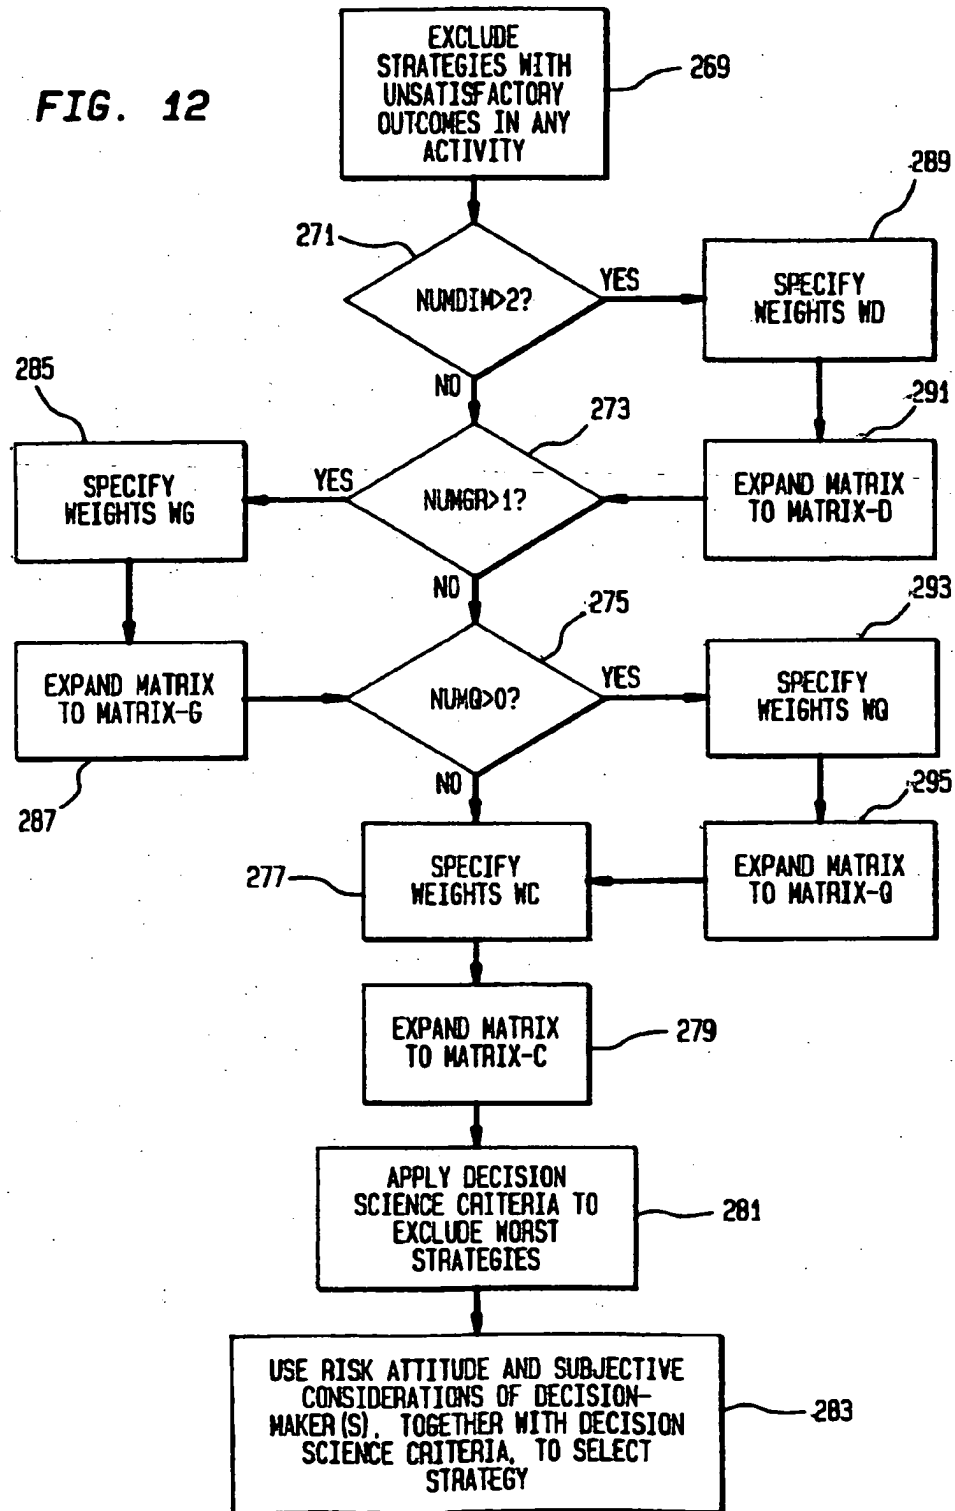 FIG. 12
EXCLUDE
STRATEGIES WITH
UNSATISFACTORY
OUTCOMES IN ANY
ACTIVITY
269
271
NUMDIM>2?
YES
NO
289
SPECIFY
WEIGHTS WD
291
EXPAND MATRIX
TO MATRIX-D
273
NUMGR>1?
YES
NO
285
SPECIFY
WEIGHTS WG
EXPAND MATRIX
TO MATRIX-G
287
275
NUMQ>0?
YES
NO
293
SPECIFY
WEIGHTS WQ
295
EXPAND MATRIX
TO MATRIX-Q
277
SPECIFY
WEIGHTS WC
EXPAND MATRIX
TO MATRIX-C
279
APPLY DECISION
SCIENCE CRITERIA TO
EXCLUDE WORST
STRATEGIES
281
USE RISK ATTITUDE AND SUBJECTIVE
CONSIDERATIONS OF DECISION-
MAKER(S), TOGETHER WITH DECISION
SCIENCE CRITERIA, TO SELECT
STRATEGY
283